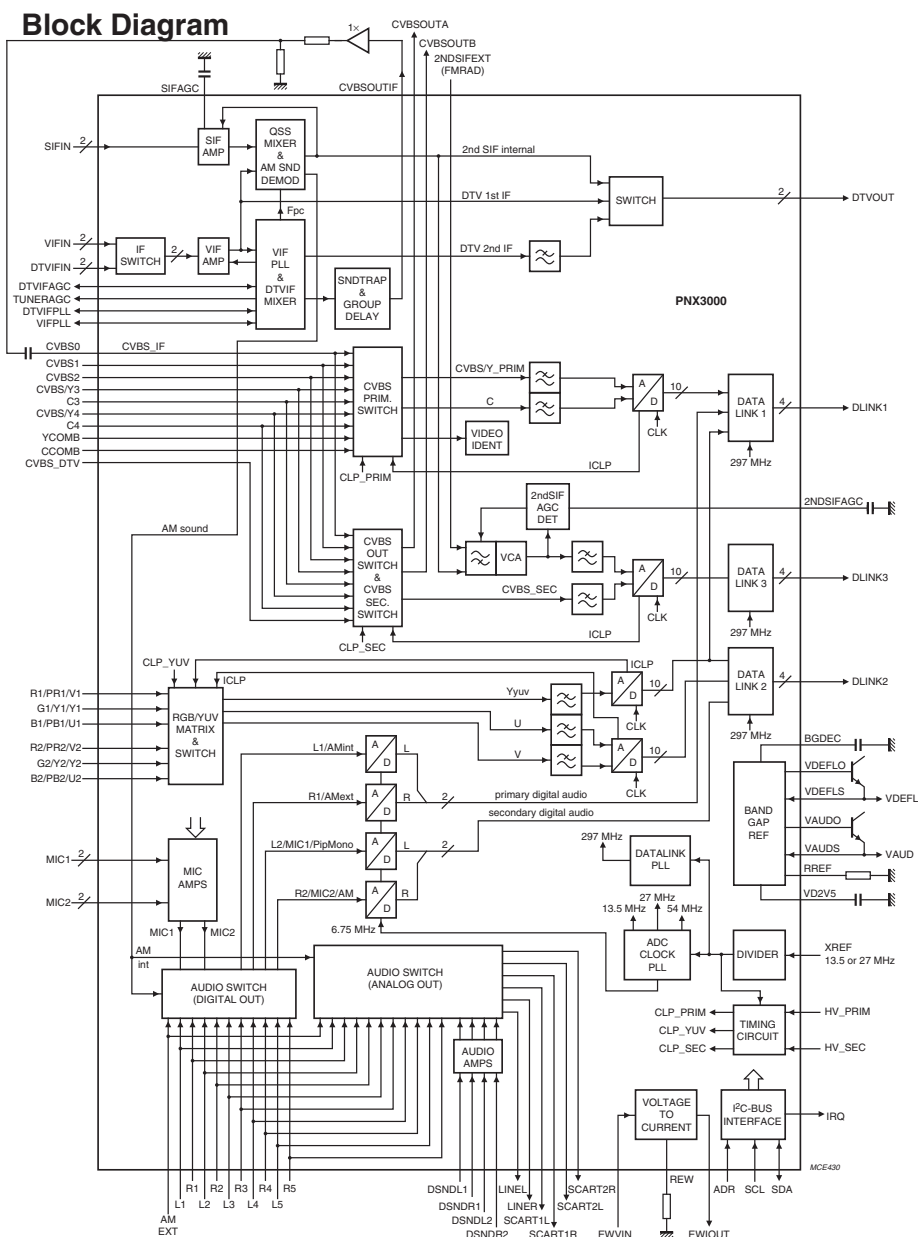 Block Diagram
1×
CVBSOUTA
CVBSOUTB
2NDSIFEXT
(FMRAD)
SIFAGC
CVBSOUTIF
SIFIN
2
SIF
AMP
QSS
MIXER
&
AM SND
DEMOD
2nd SIF internal
SWITCH
2
DTVOUT
DTV 1st IF
Fpc
VIFIN
2
DTVIFIN
2
IF
SWITCH
2
VIF
AMP
VIF
PLL
&
DTVIF
MIXER
DTV 2nd IF
SNDTRAP
&
GROUP
DELAY
DTVIFAGC
TUNERAGC
DTVIFPLL
VIFPLL
PNX3000
CVBS0
CVBS_IF
CVBS1
CVBS2
CVBS/Y3
C3
CVBS/Y4
C4
YCOMB
CCOMB
CVBS_DTV
CVBS
PRIM.
SWITCH
CVBS/Y_PRIM
C
VIDEO
IDENT
A
D
CLK
10
DATA
LINK 1
4
DLINK1
297 MHz
CLP_PRIM
ICLP
2ndSIF
AGC
DET
2NDSIFAGC
AM sound
CVBS
OUT
SWITCH
&
CVBS
SEC.
SWITCH
VCA
CVBS_SEC
A
D
CLK
10
DATA
LINK 3
4
DLINK3
297 MHz
CLP_SEC
ICLP
CLP_YUV
ICLP
ICLP
R1/PR1/V1
G1/Y1/Y1
B1/PB1/U1
R2/PR2/V2
G2/Y2/Y2
B2/PB2/U2
RGB/YUV
MATRIX
&
SWITCH
Yyuv
U
V
A
D
CLK
10
A
D
CLK
10
DATA
LINK 2
4
DLINK2
297 MHz
L1/AMint
A
D
L
R1/AMext
A
D
R
2
primary digital audio
secondary digital audio
L2/MIC1/PipMono
A
D
L
2
R2/MIC2/AM
A
D
R
6.75 MHz
BGDEC
VDEFLO
VDEFLS
VDEFL
VAUDO
VAUDS
VAUD
RREF
VD2V5
BAND
GAP
REF
MIC1
2
MIC2
2
MIC
AMPS
MIC1
MIC2
297 MHz
DATALINK
PLL
27 MHz
13.5 MHz
54 MHz
ADC
CLOCK
PLL
DIVIDER
XREF
13.5 or 27 MHz
AM
int
AUDIO SWITCH
(DIGITAL OUT)
AUDIO SWITCH
(ANALOG OUT)
CLP_PRIM
CLP_YUV
CLP_SEC
TIMING
CIRCUIT
HV_PRIM
HV_SEC
AUDIO
AMPS
VOLTAGE
TO
CURRENT
I²C-BUS
INTERFACE
IRQ
MCE430
AM
EXT
L1
R1
L2
R2
L3
R3
L4
R4
L5
R5
DSNDL1
DSNDR1
DSNDL2
DSNDR2
LINEL
LINER
SCART1L
SCART1R
SCART2L
SCART2R
EWVIN
REW
EWIOUT
ADR
SCL
SDA